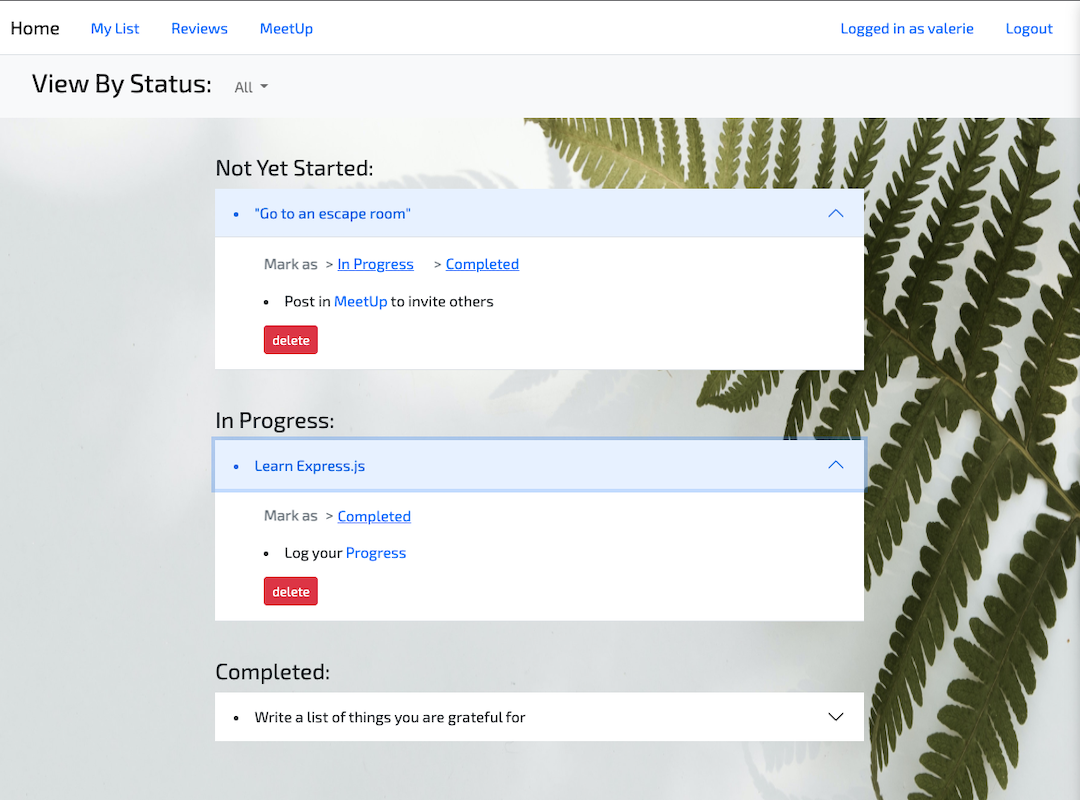 Home My List Reviews MeetUp Logged in as valerie Logout
View By Status: All
Not Yet Started:
• "Go to an escape room"
Mark as > In Progress > Completed
• Post in MeetUp to invite others
delete
In Progress:
• Learn Express.js
Mark as > Completed
• Log your Progress
delete
Completed:
• Write a list of things you are grateful for